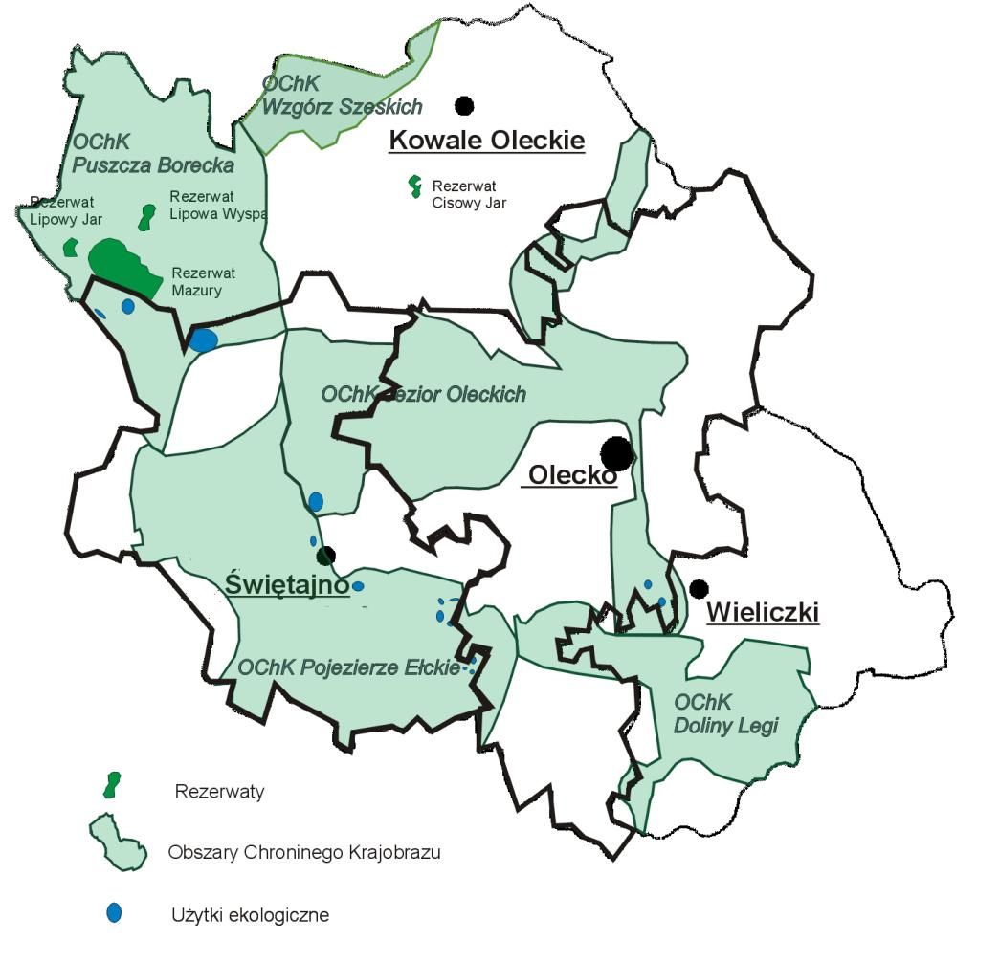 OChK
Wzgórz Szeskich
Kowale Oleckie
OChK
Puszcza Borecka
Rezerwat
Cisowy Jar
Rezerwat
Lipowy Jar
Rezerwat
Lipowa Wyspa
Rezerwat
Mazury
OChK Jezior Oleckich
Olecko
Świętajno
Wieliczki
OChK Pojezierze Ełckie
OChK
Doliny Legi
Rezerwaty
Obszary Chroninego Krajobrazu
Użytki ekologiczne